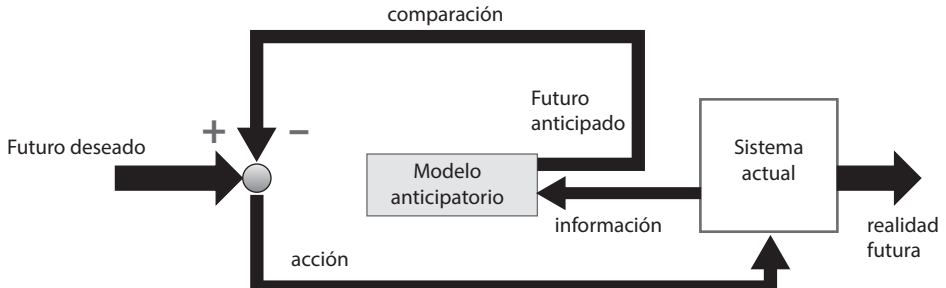 comparación
Futuro
anticipado
+ −
Futuro deseado
Modelo
anticipatorio
Sistema
actual
información
realidad
futura
acción